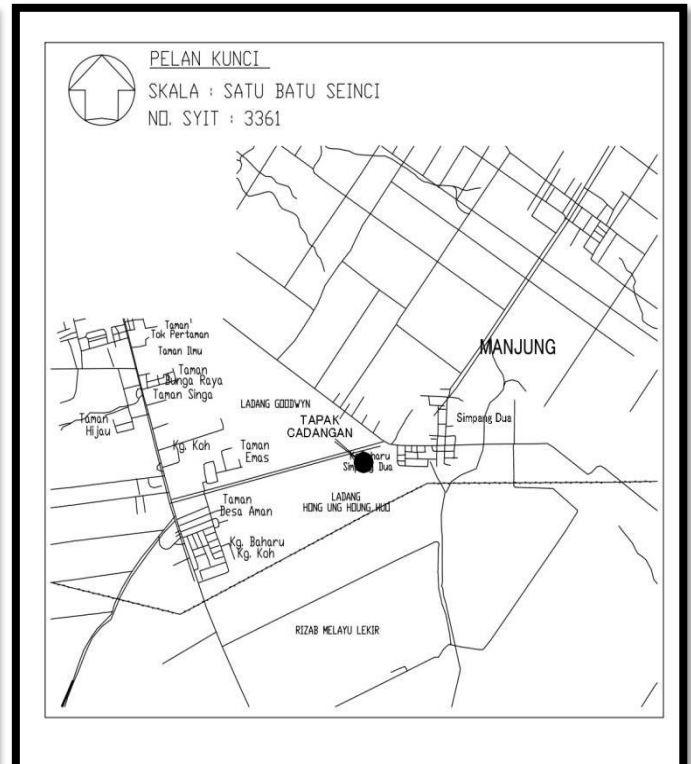 PELAN KUNCI
SKALA : SATU BATU SEINCI
NO. SYIT : 3361
Taman'
Tok Pertaman
Taman Ilmu
Taman
Bunga Raya
Taman Singa
Taman
Hijau
Kg. Koh
Taman
Emas
LADANG GOODWYN
TAPAK
CADANGAN
MANJUNG
Simpang Dua
Simpang Dua
LADANG
HONG UNG HOUNG HUO
Taman
Desa Aman
Kg. Baharu
Kg. Koh
RIZAB MELAYU LEKIR